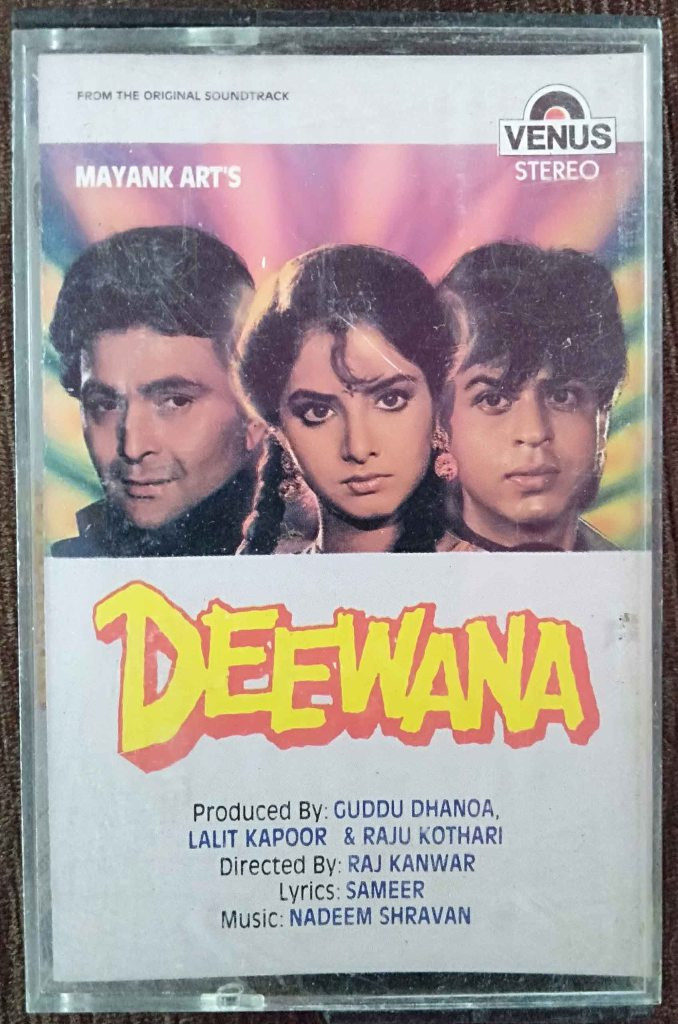 FROM THE ORIGINAL SOUNDTRACK
VENUS
STEREO
MAYANK ART'S
DEEWANA
Produced By: GUDDU DHANOA,
LALIT KAPOOR & RAJU KOTHARI
Directed By: RAJ KANWAR
Lyrics: SAMEER
Music: NADEEM SHRAVAN